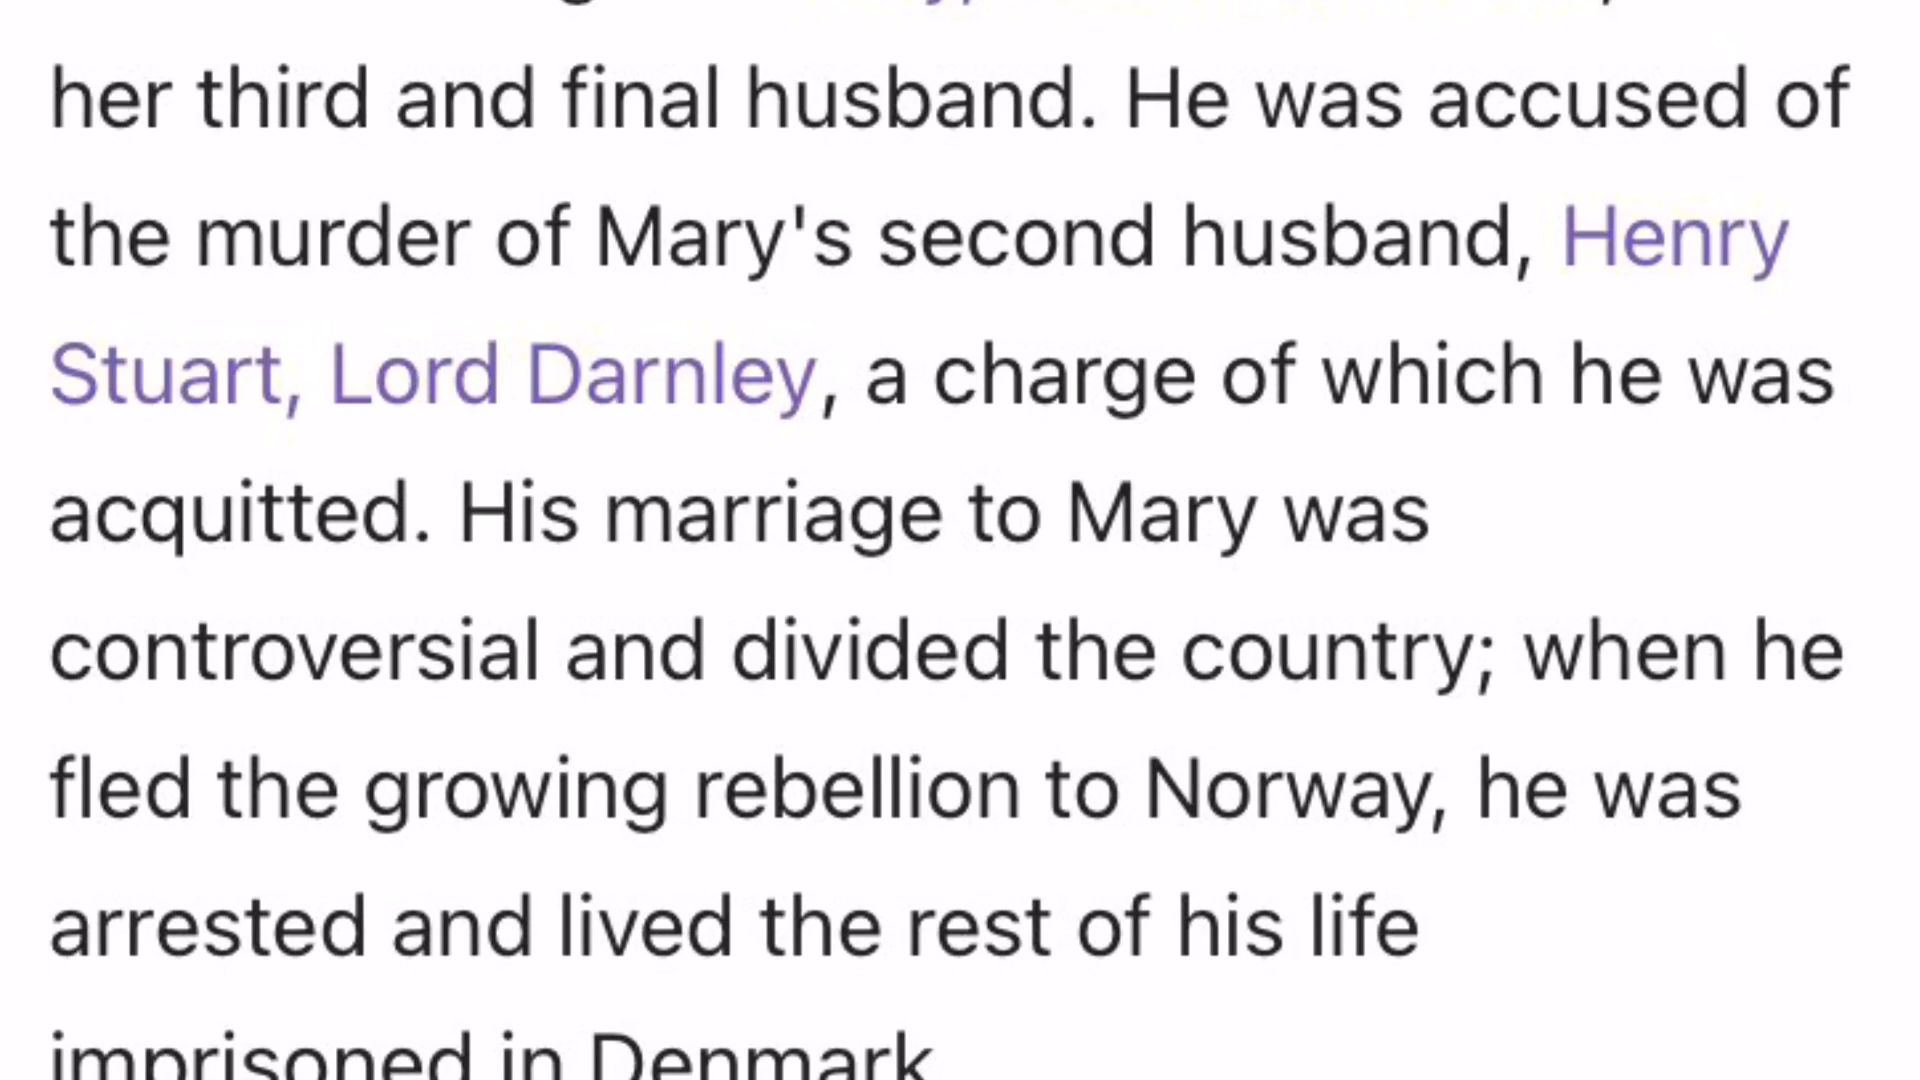 her third and final husband. He was accused of
the murder of Mary's second husband, Henry
Stuart, Lord Darnley, a charge of which he was
acquitted. His marriage to Mary was
controversial and divided the country; when he
fled the growing rebellion to Norway, he was
arrested and lived the rest of his life
imprisoned in Denmark